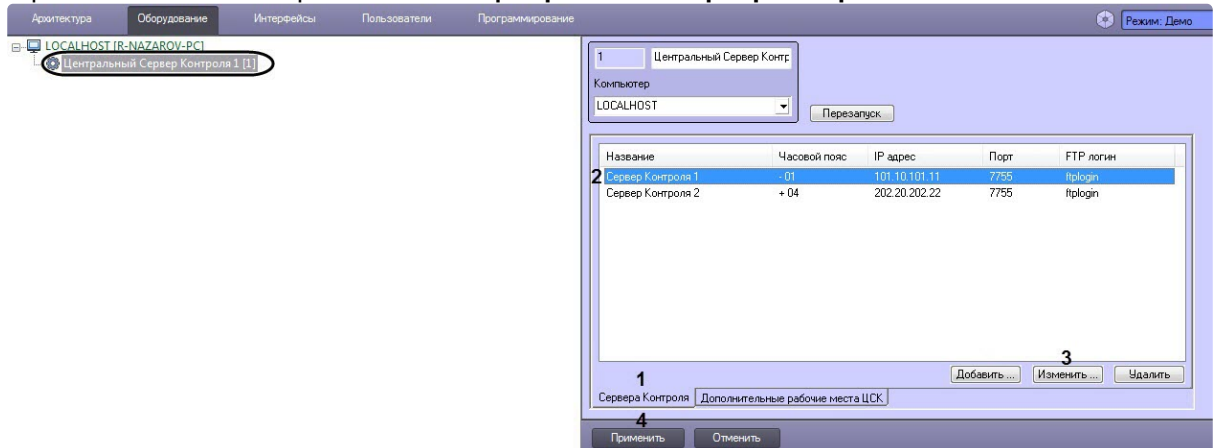 Архитектура Оборудование Интерфейсы Пользователи Программирование Режим: Демо
LOCALHOST [R-NAZAROV-PC]
Центральный Сервер Контроля 1 [1]
1 Центральный Сервер Контр
Компьютер
LOCALHOST
Перезапуск
Название Часовой пояс IP адрес Порт FTP логин
2 Сервер Контроля 1 - 01 101.10.101.11 7755 ftplogin
Сервер Контроля 2 + 04 202.20.202.22 7755 ftplogin
3
Добавить ... Изменить ... Удалить
1
Сервера Контроля Дополнительные рабочие места ЦСК
4
Применить Отменить